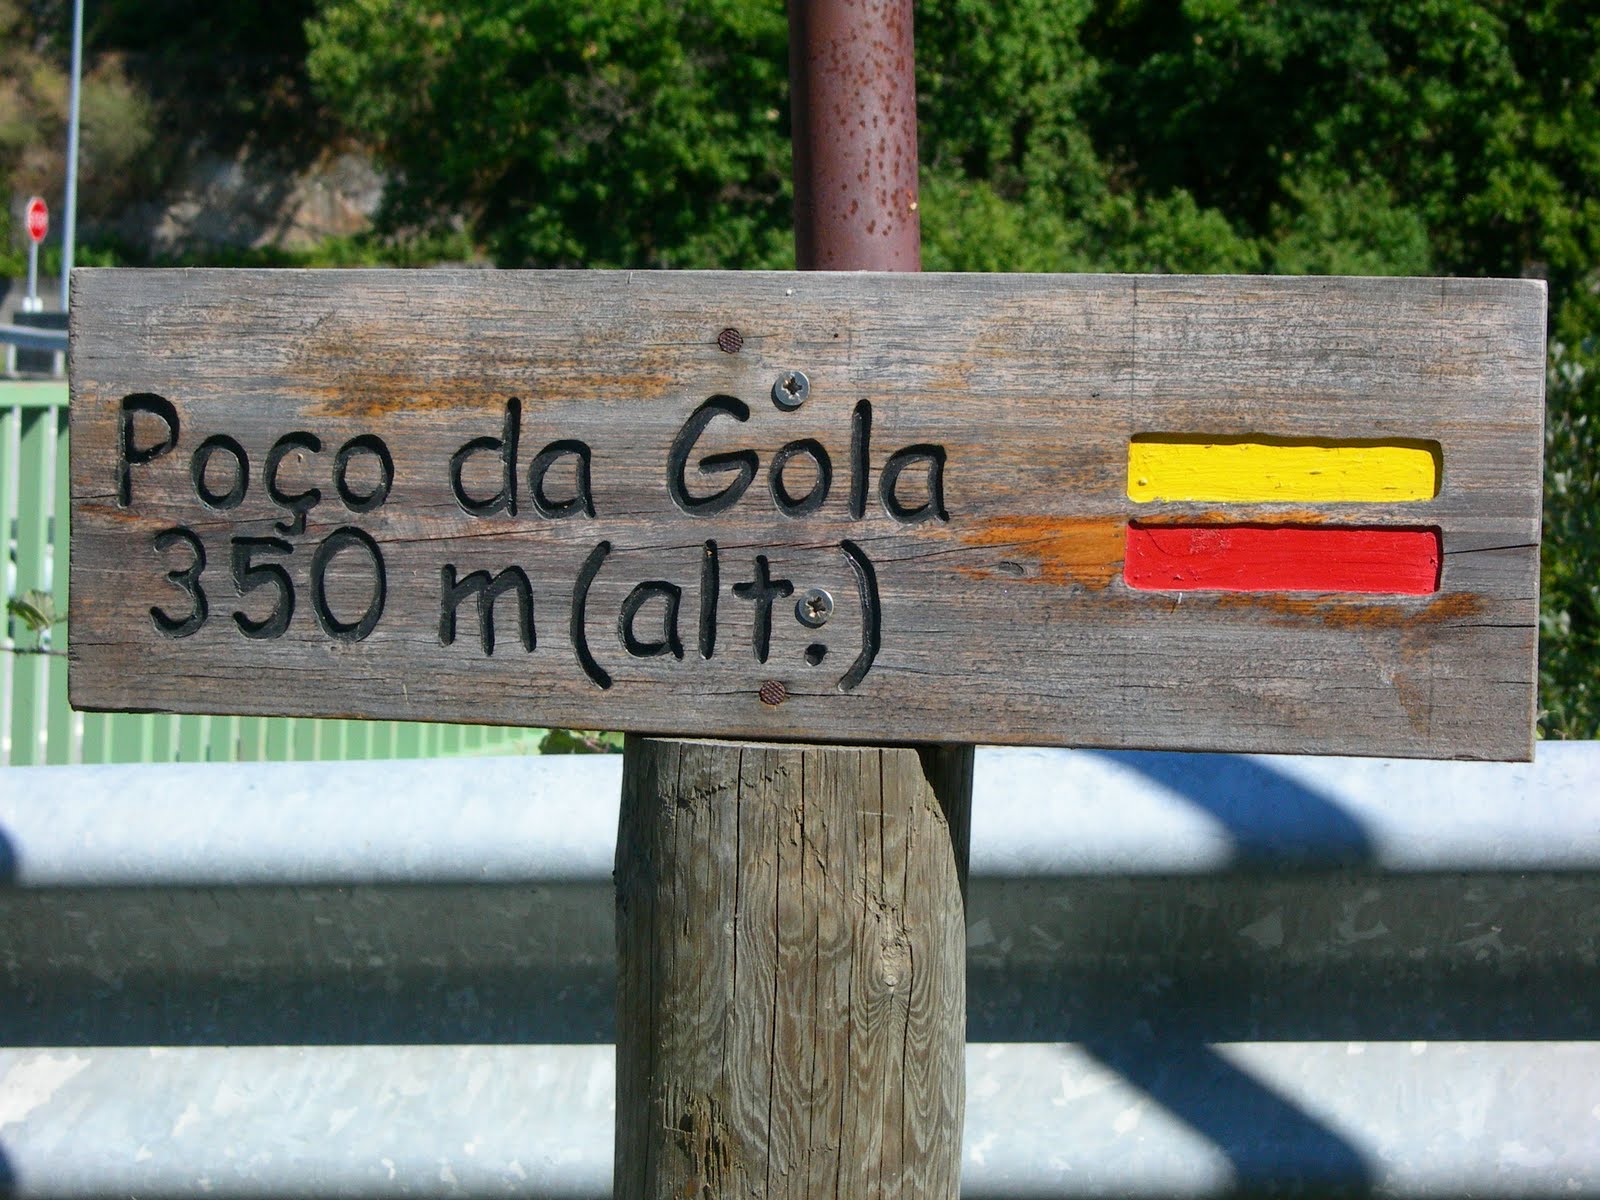 Poço da Gola
350 m (alt.)